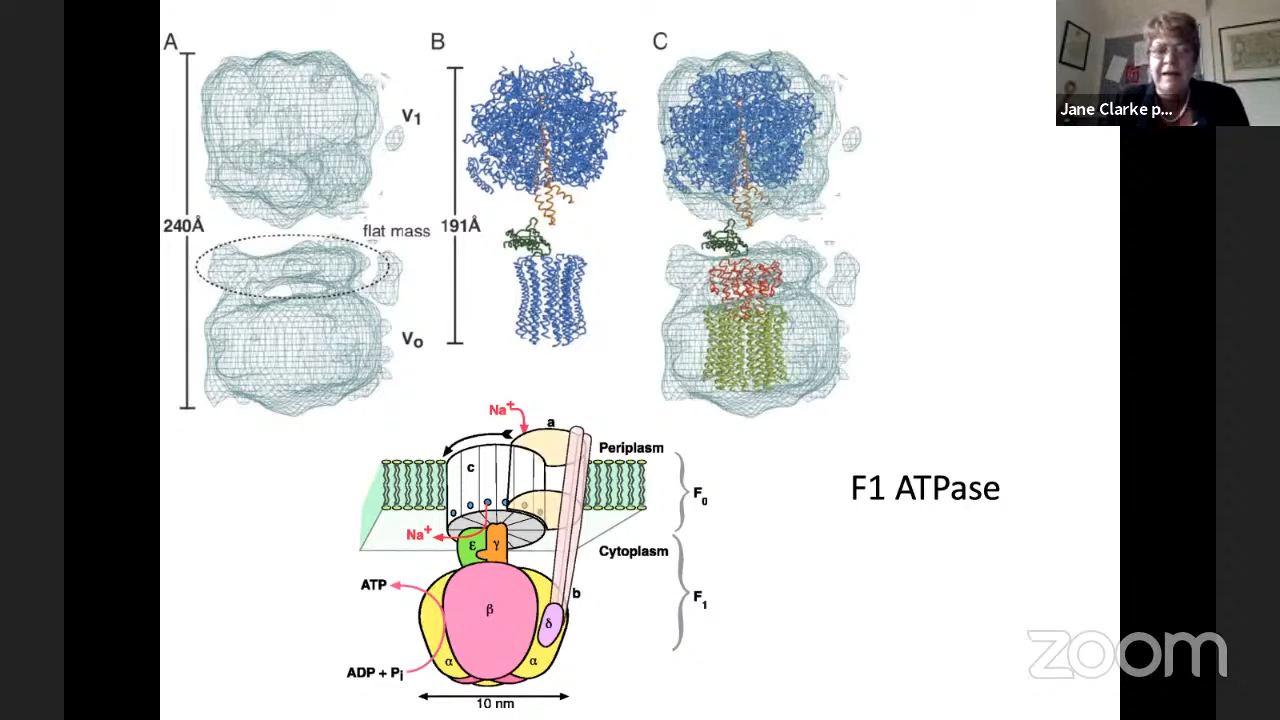 A
B
C
V1
240Å
191Å
flat mass
Vo
Jane Clarke p...
Na+
a
Periplasm
c
F0
F1 ATPase
Na+
ε
γ
Cytoplasm
ATP
b
F1
β
δ
α
α
ADP + Pi
10 nm
zoom